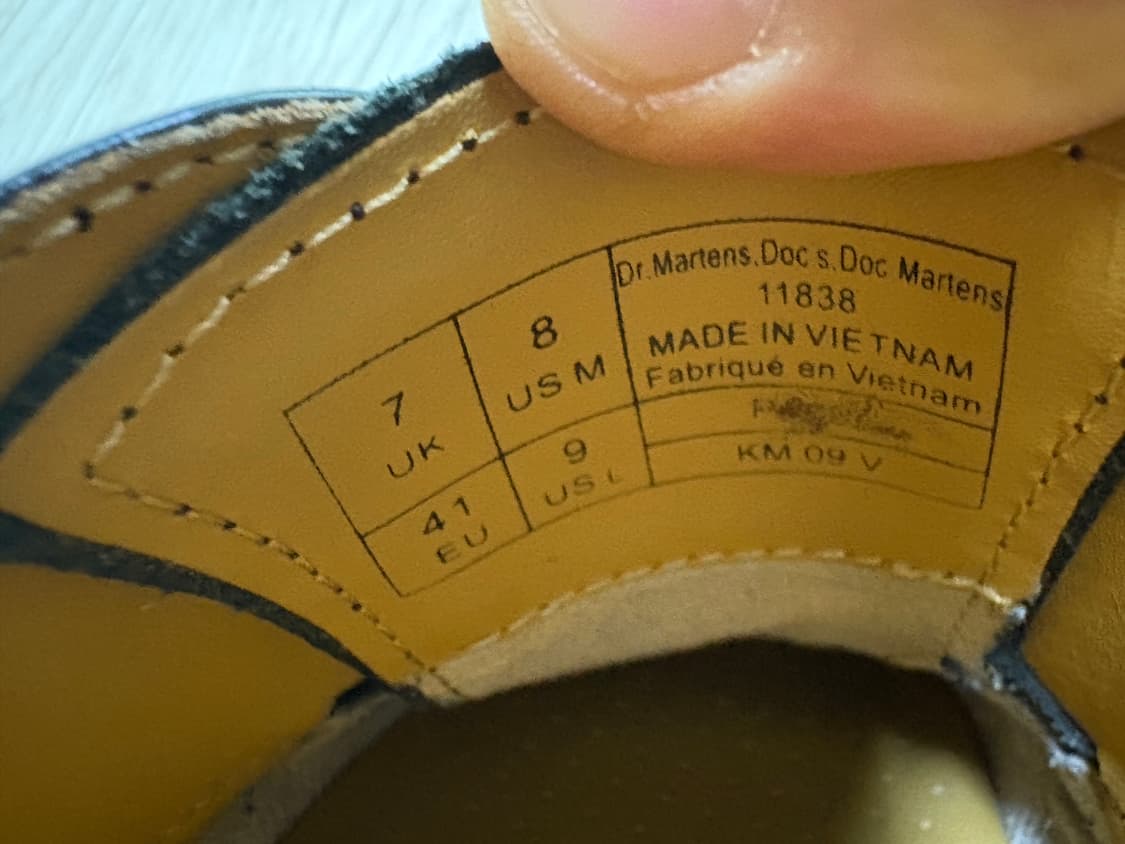 7
UK
8
US M
41
EU
9
US L
Dr.Martens.Doc s.Doc Martens
11838
MADE IN VIETNAM
Fabriqué en Vietnam
KM 09 V